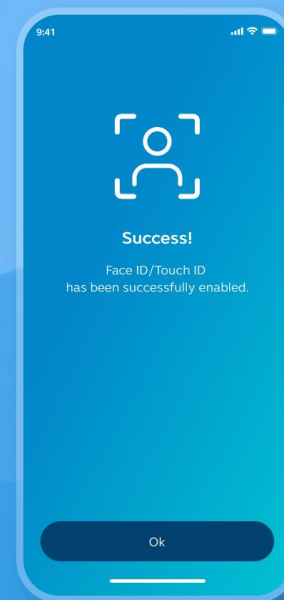 9:41
Success!
Face ID/Touch ID
has been successfully enabled.
Ok